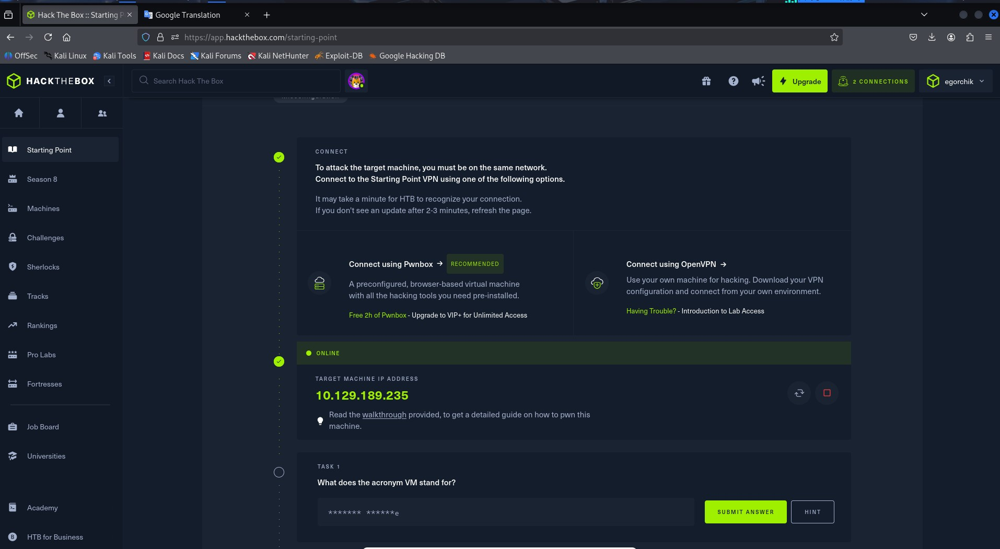 Hack The Box :: Starting P
Google Translation
https://app.hackthebox.com/starting-point
OffSec
Kali Linux
Kali Tools
Kali Docs
Kali Forums
Kali NetHunter
Exploit-DB
Google Hacking DB
HACKTHEBOX
Search Hack The Box
Upgrade
2 CONNECTIONS
egorchik
Starting Point
Season 8
Machines
Challenges
Sherlocks
Tracks
Rankings
Pro Labs
Fortresses
Job Board
Universities
Academy
HTB for Business
CONNECT
To attack the target machine, you must be on the same network.
Connect to the Starting Point VPN using one of the following options.
It may take a minute for HTB to recognize your connection.
If you don't see an update after 2-3 minutes, refresh the page.
Connect using Pwnbox → RECOMMENDED
A preconfigured, browser-based virtual machine
with all the hacking tools you need pre-installed.
Free 2h of Pwnbox - Upgrade to VIP+ for Unlimited Access
Connect using OpenVPN →
Use your own machine for hacking. Download your VPN
configuration and connect from your own environment.
Having Trouble? - Introduction to Lab Access
ONLINE
TARGET MACHINE IP ADDRESS
10.129.189.235
Read the walkthrough provided, to get a detailed guide on how to pwn this
machine.
TASK 1
What does the acronym VM stand for?
******* ******e
SUBMIT ANSWER
HINT